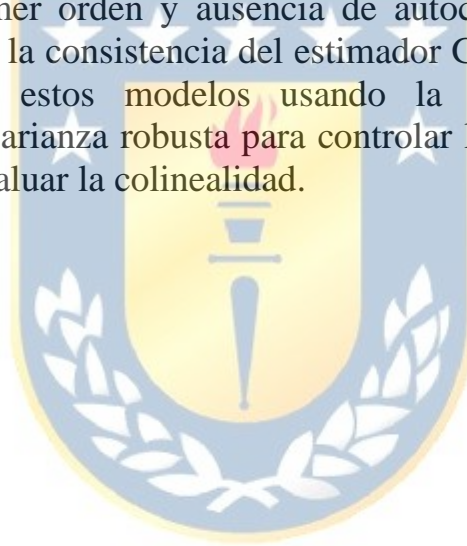 ner orden y ausencia de autoc
la consistencia del estimador
estos modelos usando la
arianza robusta para controlar
aluar la colinealidad.